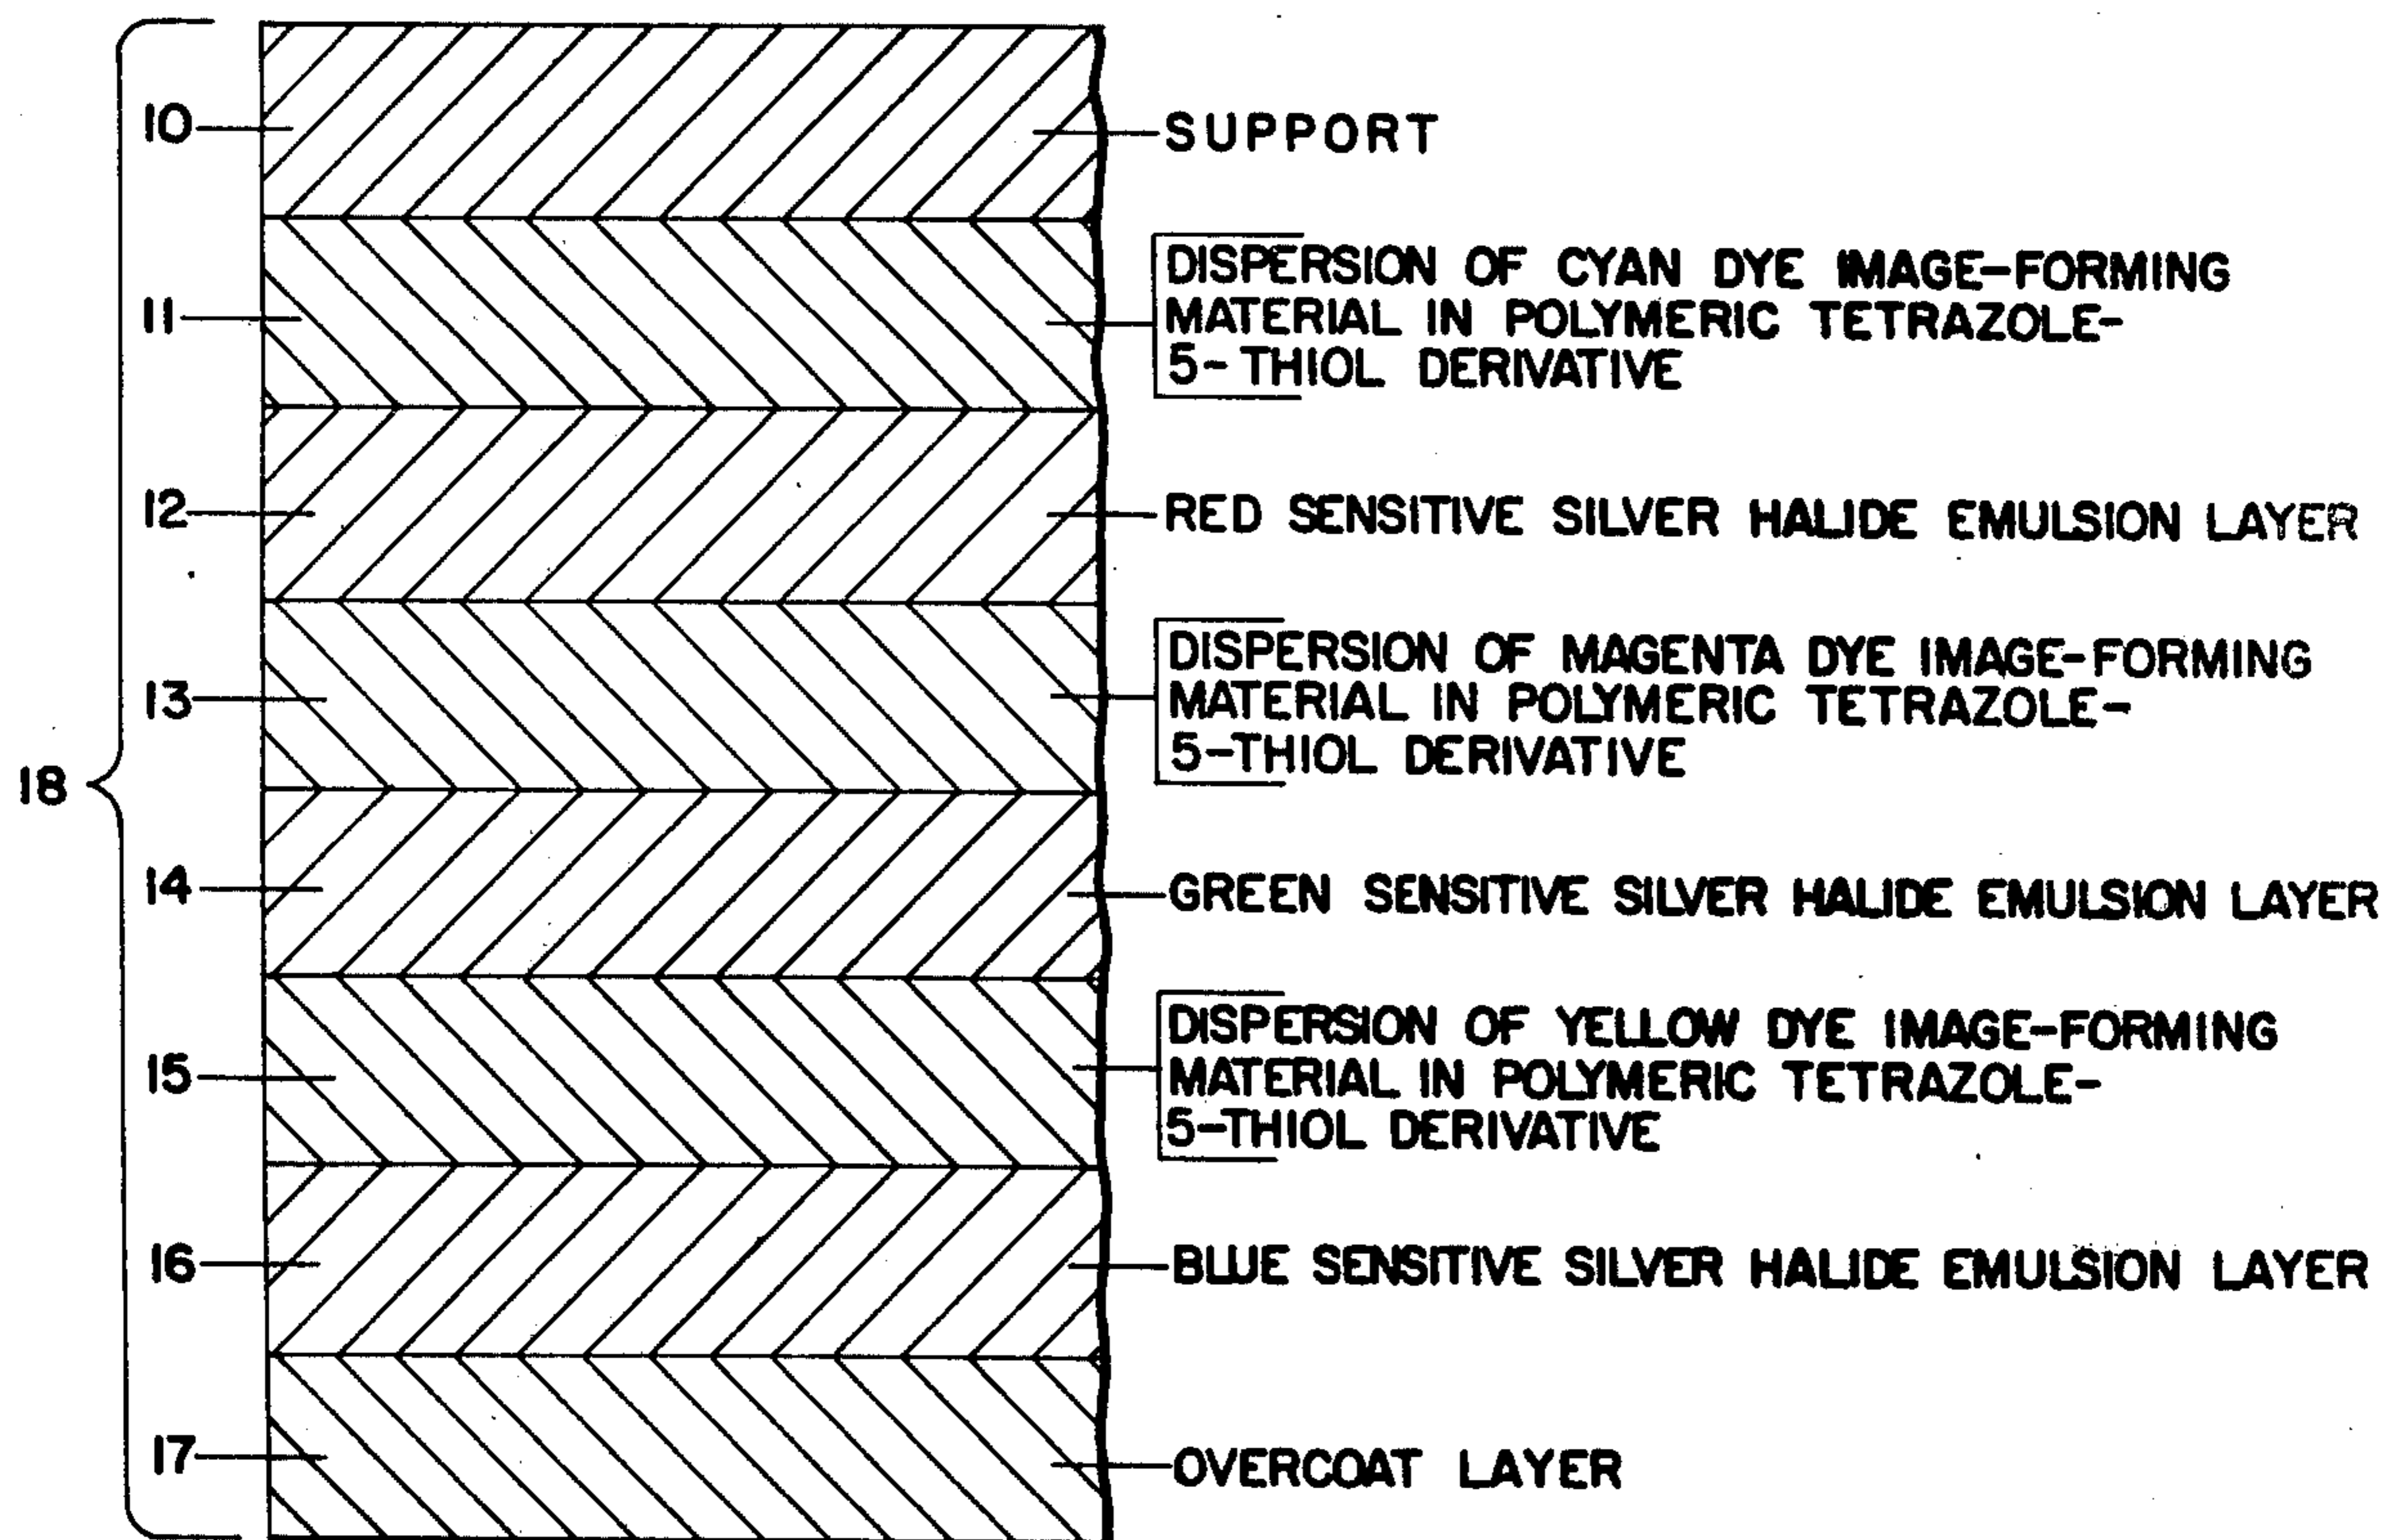 10
SUPPORT
11
DISPERSION OF CYAN DYE IMAGE-FORMING
MATERIAL IN POLYMERIC TETRAZOLE-
5-THIOL DERIVATIVE
12
RED SENSITIVE SILVER HALIDE EMULSION LAYER
13
DISPERSION OF MAGENTA DYE IMAGE-FORMING
MATERIAL IN POLYMERIC TETRAZOLE-
5-THIOL DERIVATIVE
18
14
GREEN SENSITIVE SILVER HALIDE EMULSION LAYER
15
DISPERSION OF YELLOW DYE IMAGE-FORMING
MATERIAL IN POLYMERIC TETRAZOLE-
5-THIOL DERIVATIVE
16
BLUE SENSITIVE SILVER HALIDE EMULSION LAYER
17
OVERCOAT LAYER